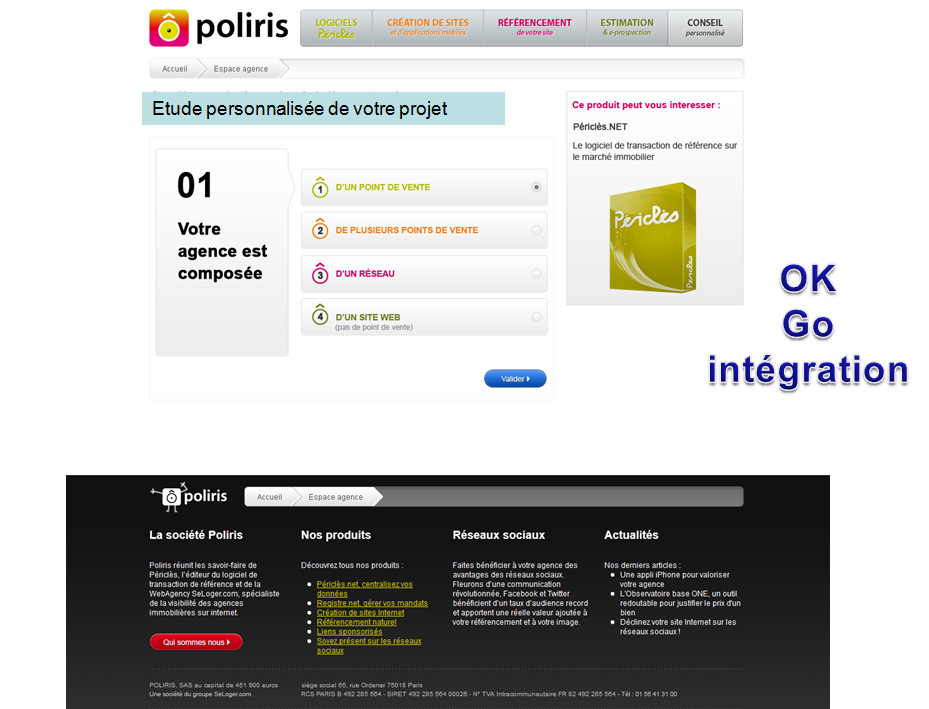 poliris
LOGICIELS
Périclès
CRÉATION DE SITES
et d'applications mobiles
RÉFÉRENCEMENT
de votre site
ESTIMATION
& e-prospection
CONSEIL
personnalisé
Accueil
Espace agence
Etude personnalisée de votre projet
01
Votre
agence est
composée
1 D'UN POINT DE VENTE
2 DE PLUSIEURS POINTS DE VENTE
3 D'UN RÉSEAU
4 D'UN SITE WEB
(pas de point de vente)
Valider
Ce produit peut vous interesser :
Périclès.NET
Le logiciel de transaction de référence sur
le marché immobilier
Périclès
Périclès
OK
Go
intégration
poliris
Accueil
Espace agence
La société Poliris
Poliris réunit les savoir-faire de
Périclès, l'éditeur du logiciel de
transaction de référence et de la
WebAgency SeLoger.com, spécialiste
de la visibilité des agences
immobilières sur internet.
Qui sommes nous
Nos produits
Découvrez tous nos produits :
Périclès.net, centralisez vos
données
Registre.net, gérer vos mandats
Création de sites Internet
Référencement naturel
Liens sponsorisés
Soyez présent sur les réseaux
sociaux
Réseaux sociaux
Faites bénéficier à votre agence des
avantages des réseaux sociaux.
Fleurons d'une communication
révolutionnée, Facebook et Twitter
bénéficient d'un taux d'audience record
et apportent une réelle valeur ajoutée à
votre référencement et à votre image.
Actualités
Nos derniers articles :
Une appli iPhone pour valoriser
votre agence
L'Observatoire base ONE, un outil
redoutable pour justifier le prix d'un
bien
Déclinez votre site Internet sur les
réseaux sociaux !
POLIRIS, SAS au capital de 451 900 euros
Une société du groupe SeLoger.com
siège social 65, rue Ordener 75018 Paris
RCS PARIS B 492 285 564 - SIRET 492 285 564 00026 - N° TVA Intracommunautaire FR 82 492 285 564 - Tél : 01 56 41 31 00